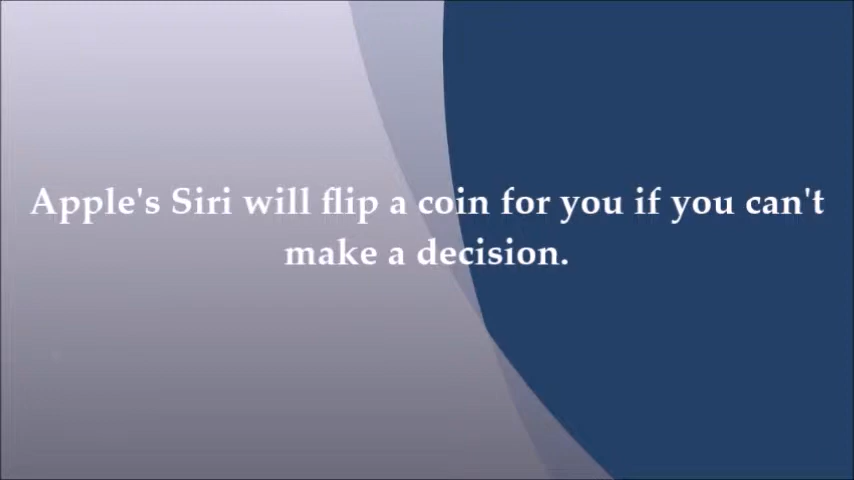 Apple's Siri will flip a coin for you if you can't
make a decision.